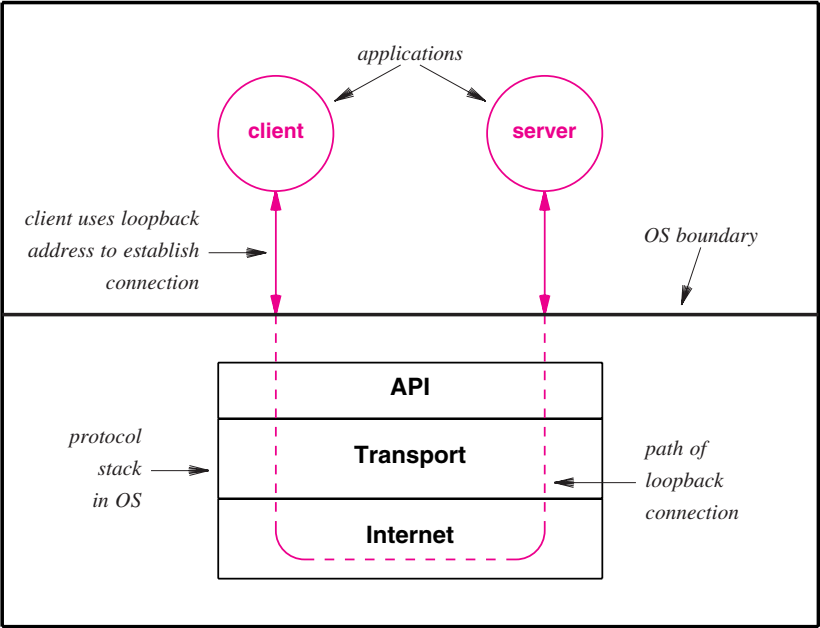 applications
client
server
client uses loopback
address to establish
connection
OS boundary
API
protocol
stack
in OS
Transport
path of
loopback
connection
Internet